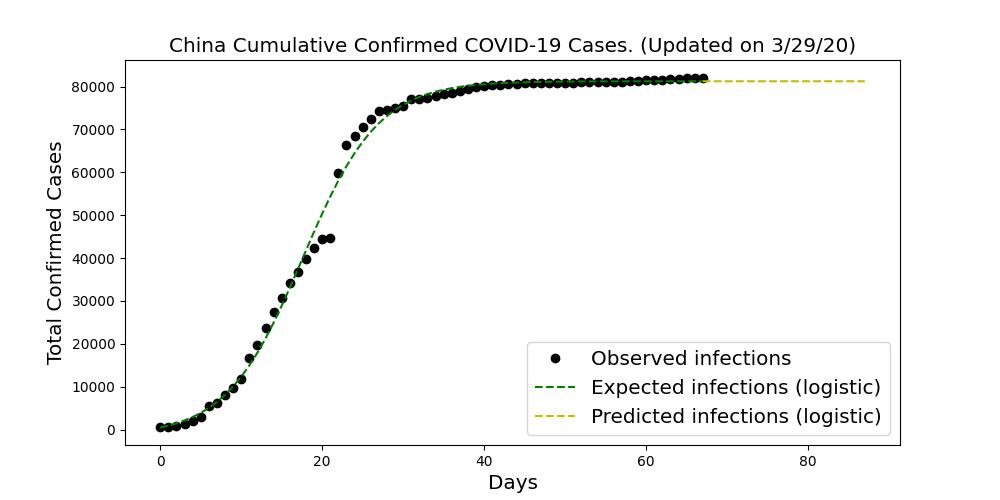 China Cumulative Confirmed COVID-19 Cases. (Updated on 3/29/20)
Total Confirmed Cases
80000
70000
60000
50000
40000
30000
20000
10000
0
Observed infections
Expected infections (logistic)
Predicted infections (logistic)
0 20 40 60 80
Days